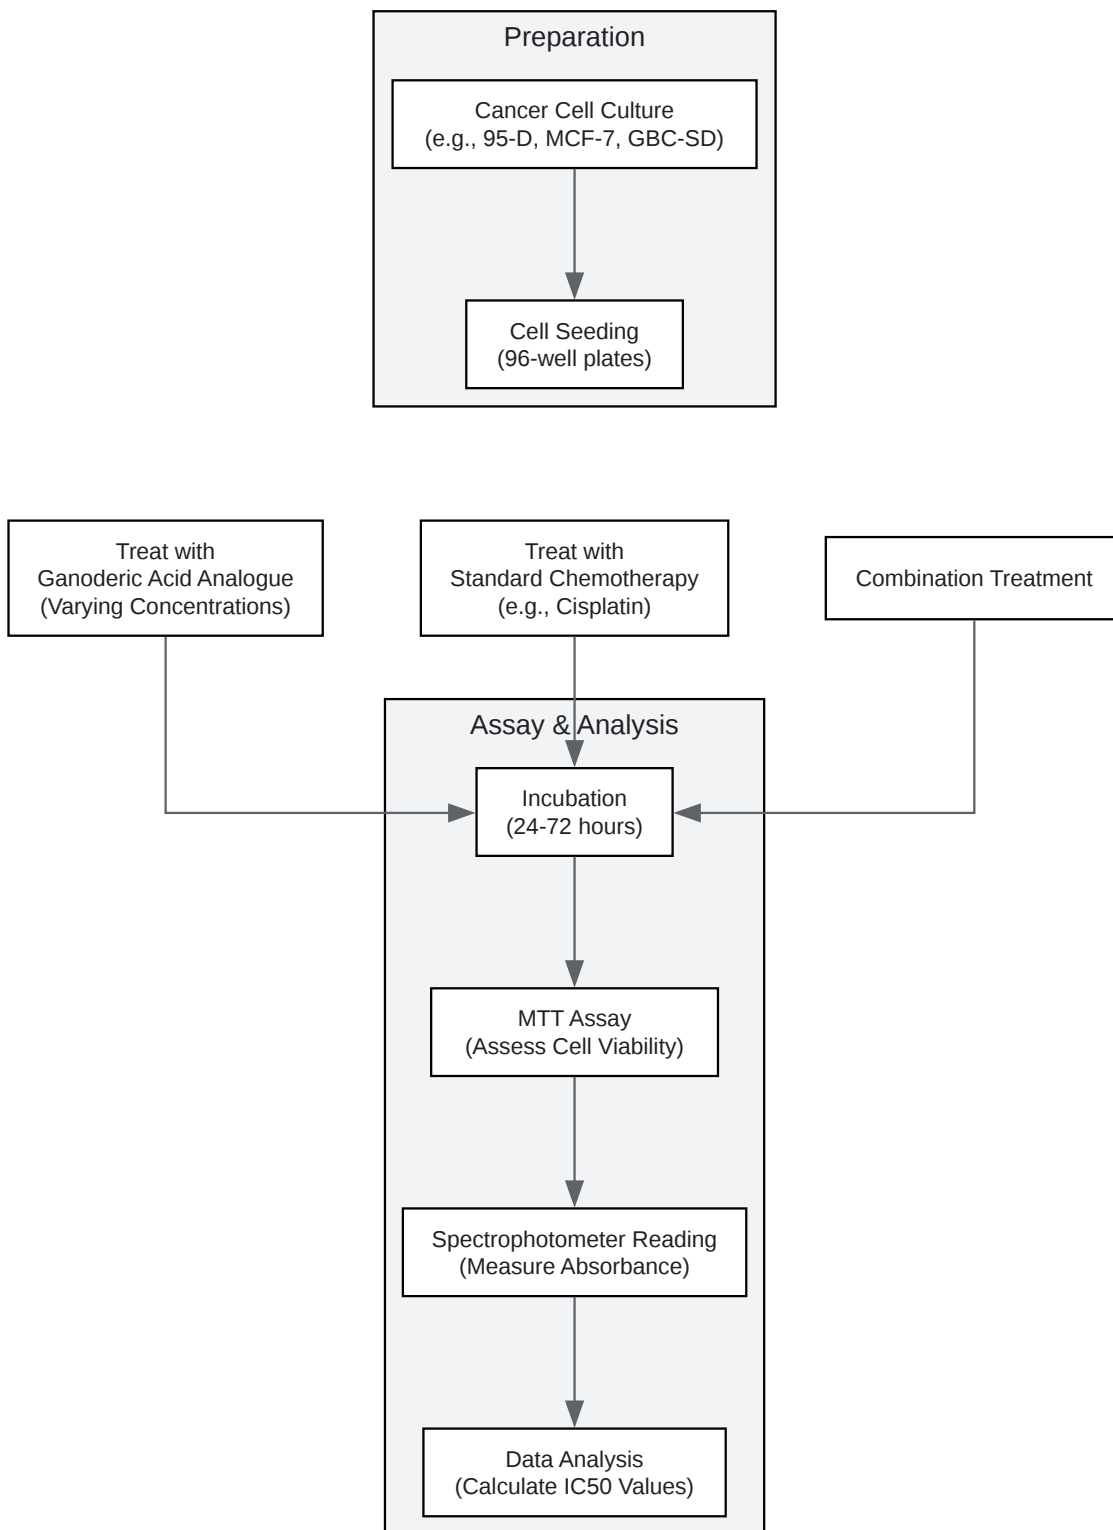 Preparation
Cancer Cell Culture
(e.g., 95-D, MCF-7, GBC-SD)
Cell Seeding
(96-well plates)
Treat with
Ganoderic Acid Analogue
(Varying Concentrations)
Treat with
Standard Chemotherapy
(e.g., Cisplatin)
Combination Treatment
Assay & Analysis
Incubation
(24-72 hours)
MTT Assay
(Assess Cell Viability)
Spectrophotometer Reading
(Measure Absorbance)
Data Analysis
(Calculate IC50 Values)